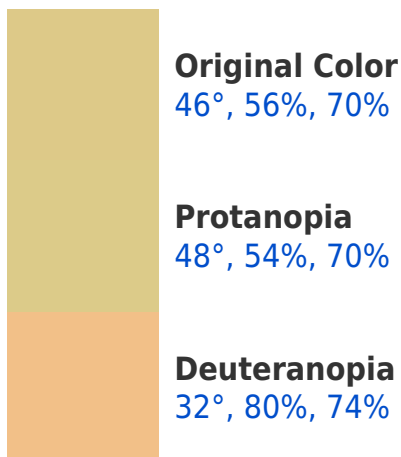 Original Color
46°, 56%, 70%
Protanopia
48°, 54%, 70%
Deuteranopia
32°, 80%, 74%